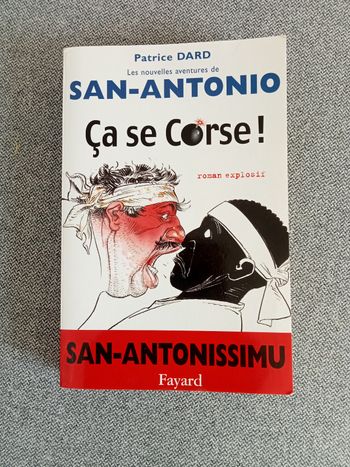 Patrice DARD
Les nouvelles aventures de
SAN-ANTONIO
Ça se Corse !
roman explosif
SAN-ANTONISSIMU
Fayard